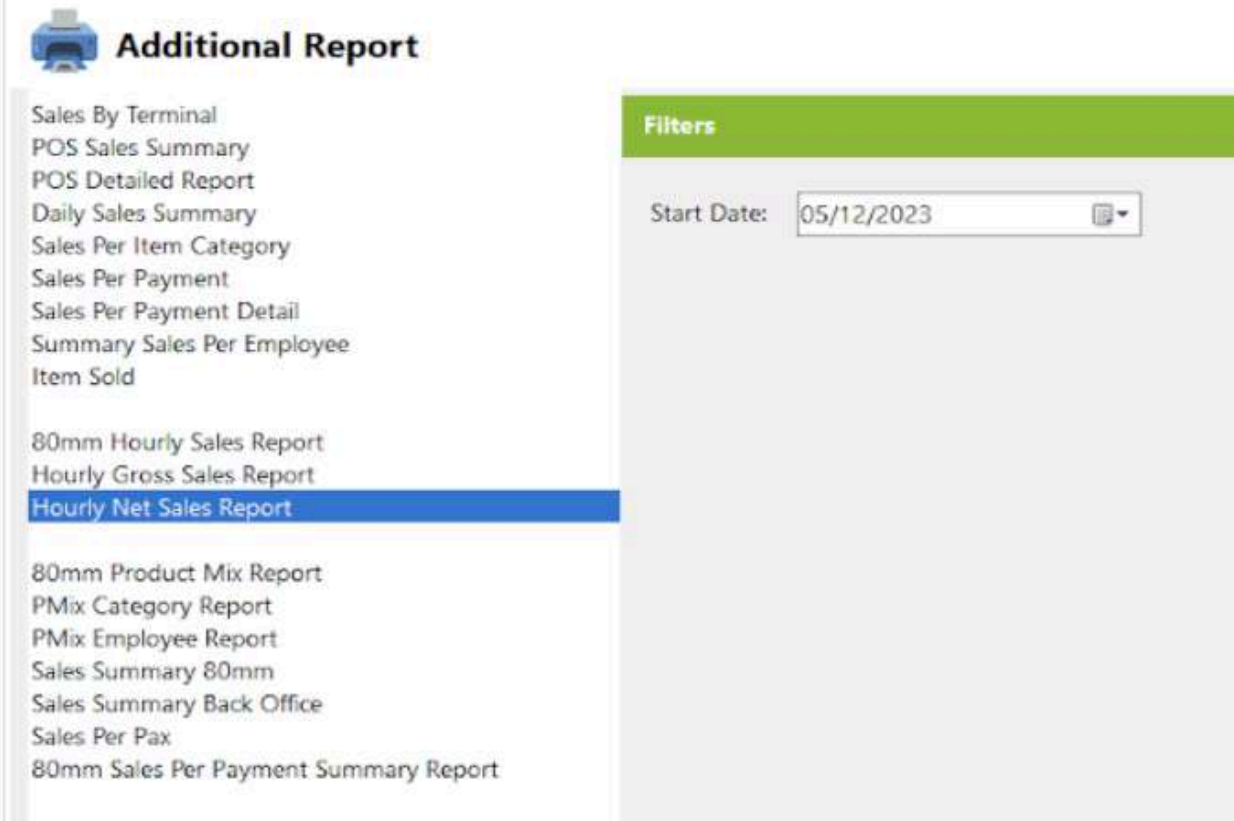 Additional Report
Sales By Terminal
POS Sales Summary
POS Detailed Report
Daily Sales Summary
Sales Per Item Category
Sales Per Payment
Sales Per Payment Detail
Summary Sales Per Employee
Item Sold
80mm Hourly Sales Report
Hourly Gross Sales Report
Hourly Net Sales Report
80mm Product Mix Report
PMix Category Report
PMix Employee Report
Sales Summary 80mm
Sales Summary Back Office
Sales Per Pax
80mm Sales Per Payment Summary Report
Filters
Start Date: 05/12/2023